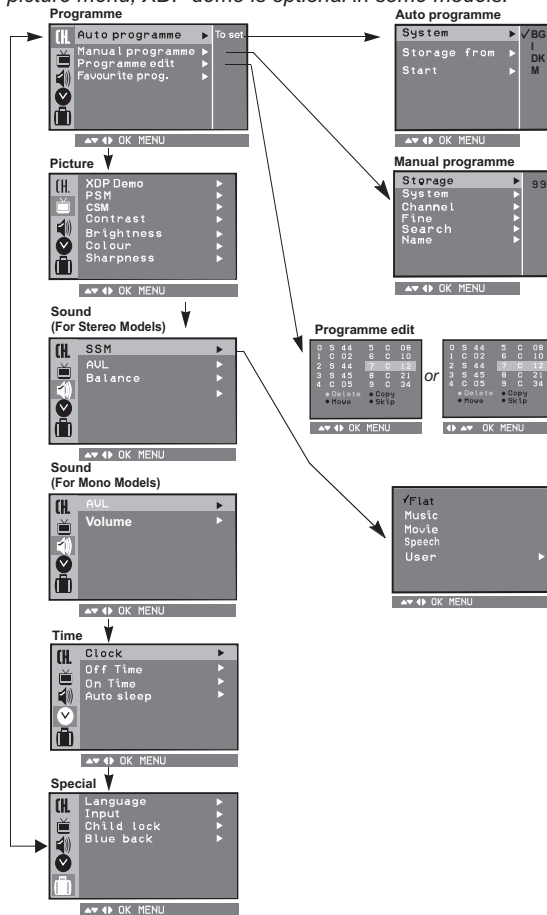 picture menu, XDP demo is optional in some models.
Programme
CH.
Auto programme
To set
Manual programme
Programme edit
Favourite prog.
OK MENU
Auto programme
System
BG
Storage from
I
DK
Start
M
OK MENU
Picture
CH.
XDP Demo
PSM
CSM
Contrast
Brightness
Colour
Sharpness
OK MENU
Manual programme
Storage
99
System
Channel
Fine
Search
Name
OK MENU
Sound
(For Stereo Models)
CH.
SSM
AVL
Balance
OK MENU
Programme edit
0 S 44 5 C 08
1 C 02 6 C 10
2 S 44 7 C 12
3 S 45 8 C 21
4 C 05 9 C 34
Delete Copy
Move Skip
OK MENU
or
0 S 44 5 C 08
1 C 02 6 C 10
2 S 44 7 C 12
3 S 45 8 C 21
4 C 05 9 C 34
Delete Copy
Move Skip
OK MENU
Sound
(For Mono Models)
CH.
AVL
Volume
OK MENU
Flat
Music
Movie
Speech
User
OK MENU
Time
CH.
Clock
Off Time
On Time
Auto sleep
OK MENU
Special
CH.
Language
Input
Child lock
Blue back
OK MENU